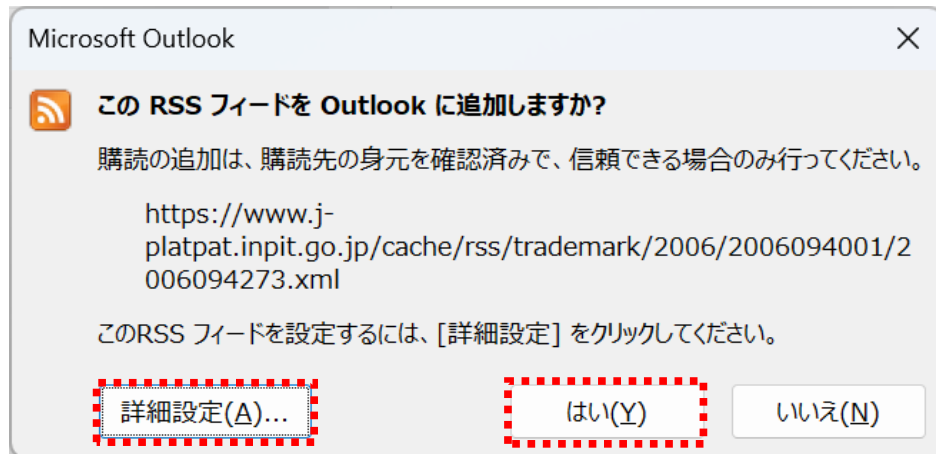 Microsoft Outlook
この RSS フィードを Outlook に追加しますか?
購読の追加は、購読先の身元を確認済みで、信頼できる場合のみ行ってください。
https://www.j-
platpat.inpit.go.jp/cache/rss/trademark/2006/2006094001/2
006094273.xml
このRSS フィードを設定するには、[詳細設定] をクリックしてください。
詳細設定(A)... はい(Y) いいえ(N)